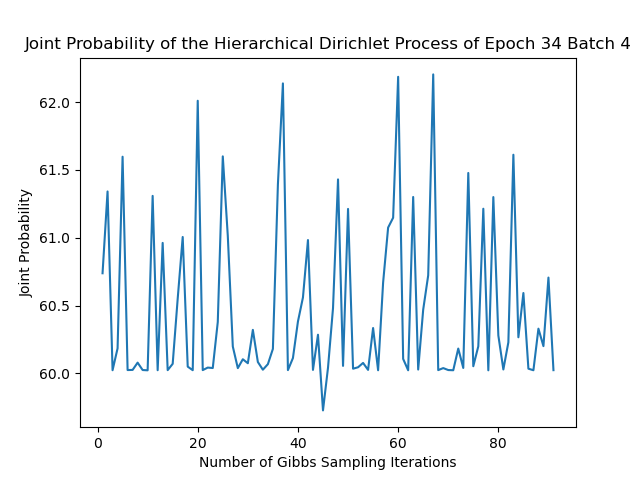 Joint Probability of the Hierarchical Dirichlet Process of Epoch 34 Batch 4
62.0
61.5
61.0
60.5
60.0
Joint Probability
0 20 40 60 80
Number of Gibbs Sampling Iterations